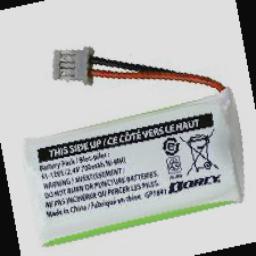 THIS SIDE UP / CE CÔTÉ VERS LE HAUT
Battery Pack / Bloc-piles :
(2.4V 750mAh Ni-MH)
WARNING / AVERTISSEMENT :
DO NOT BURN OR PUNCTURE BATTERIES.
NE PAS INCINÉRER OU PERCER LES PILES.
Made in China / Fabriqué en chine